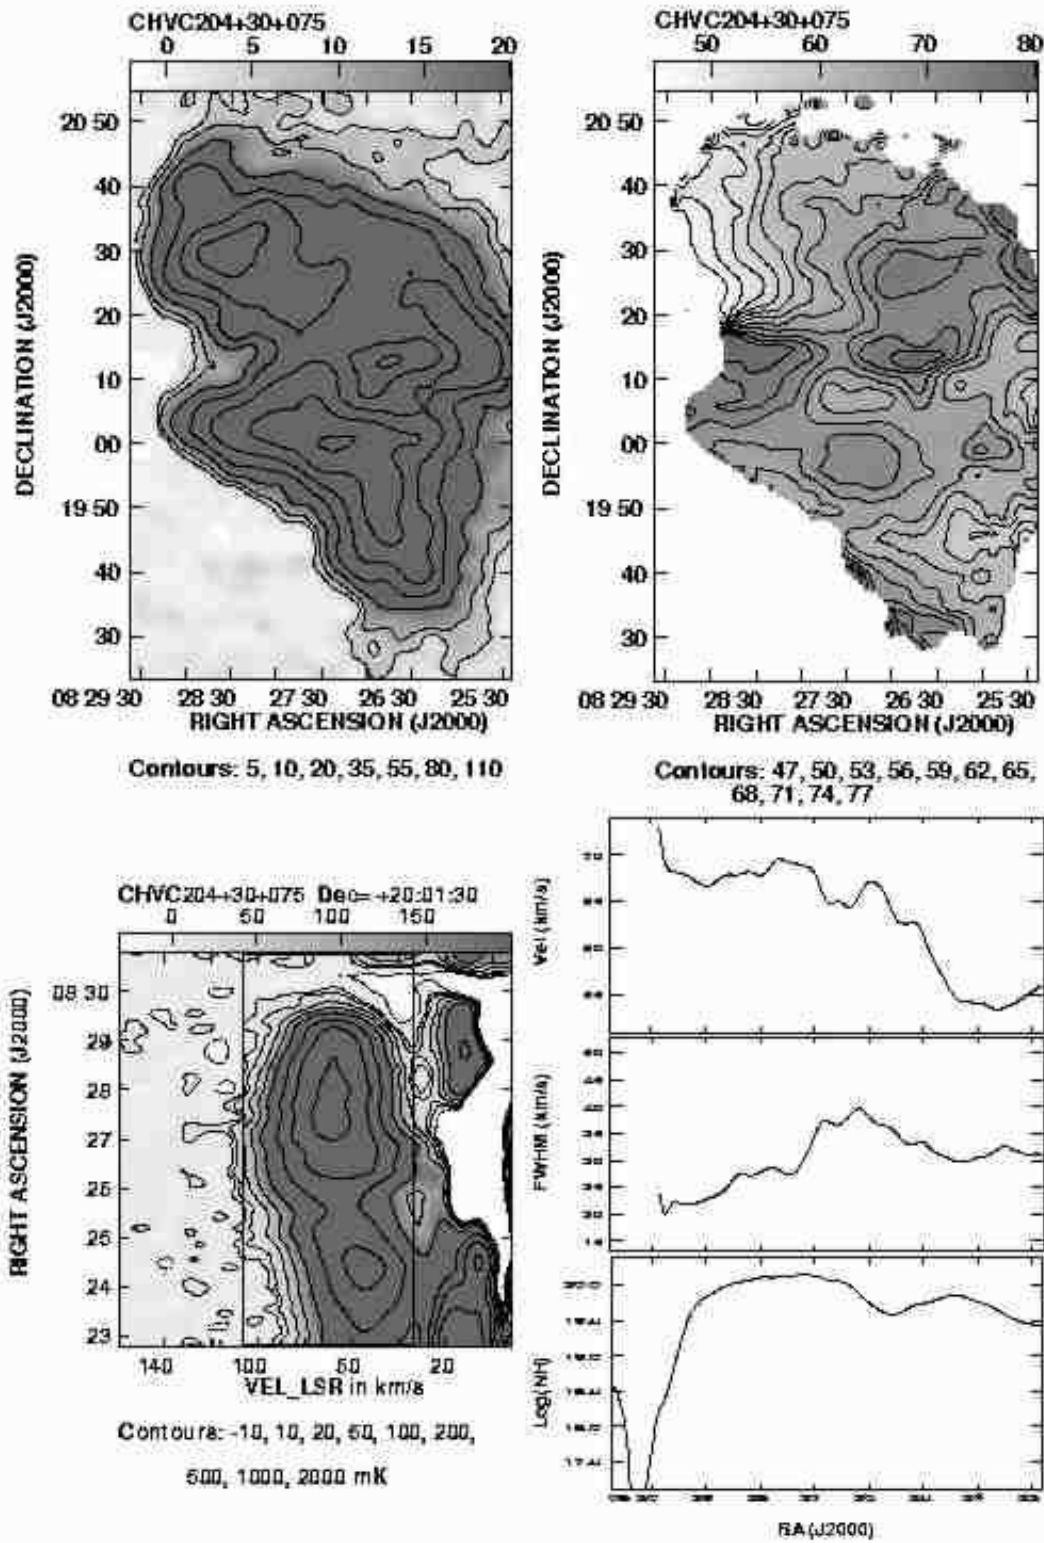 CHVC204+30+075
0 5 10 15 20
20 50
40
30
20
10
00
19 50
40
30
DECLINATION (J2000)
08 29 30 28 30 27 30 26 30 25 30
RIGHT ASCENSION (J2000)
Contours: 5, 10, 20, 35, 55, 80, 110
CHVC204+30+075
50 60 70 80
20 50
40
30
20
10
00
19 50
40
30
DECLINATION (J2000)
08 29 30 28 30 27 30 26 30 25 30
RIGHT ASCENSION (J2000)
Contours: 47, 50, 53, 56, 59, 62, 65,
68, 71, 74, 77
CHVC204+30+075 Dec=+20:01:30
0 50 100 150
08 30
29
28
27
26
25
24
23
RIGHT ASCENSION (J2000)
140 100 50 20
VEL_LSR in km/s
Contours: -10, 10, 20, 50, 100, 200,
500, 1000, 2000 mK
Vel (km/s)
FWHM (km/s)
Log(NH)
RA (J2000)